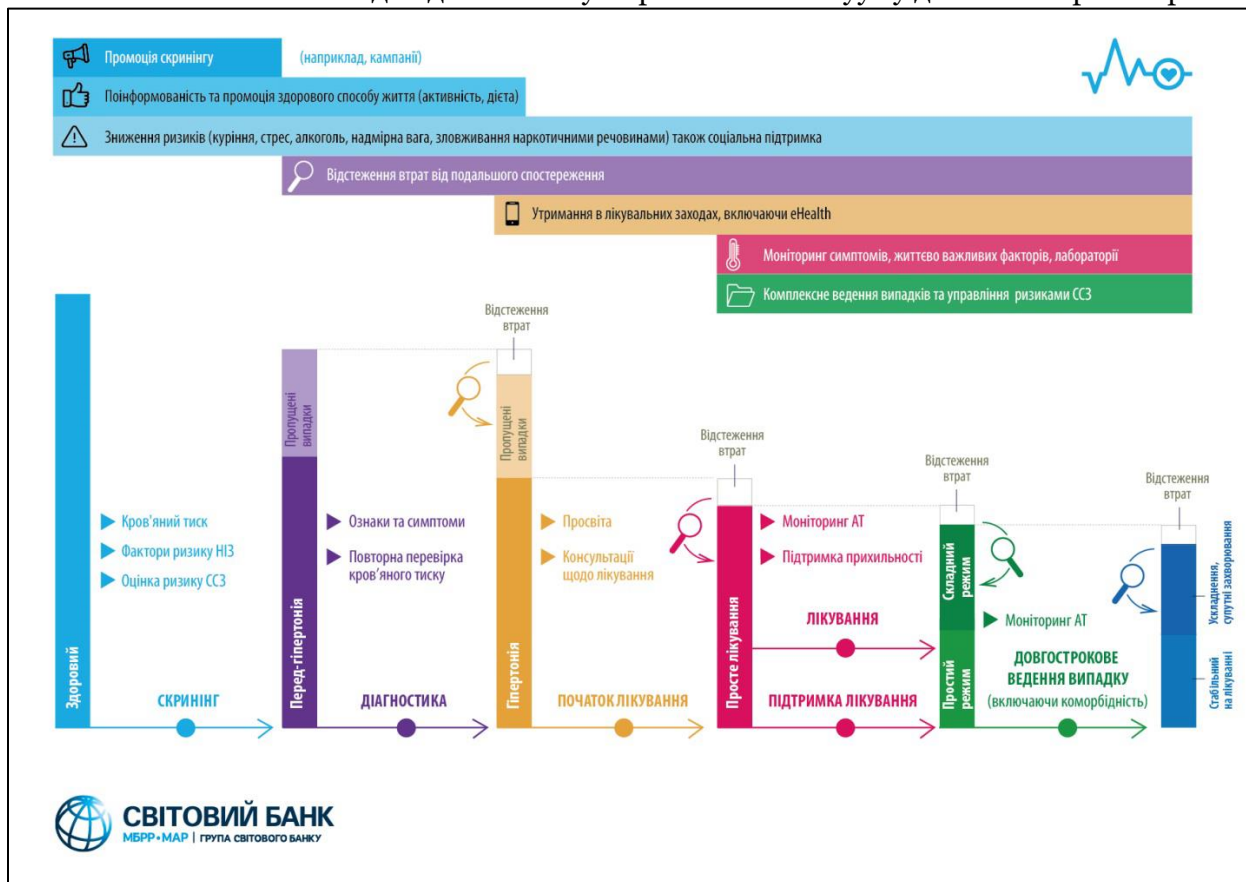 Промоція скринінгу
(наприклад, кампанії)
Поінформованість та промоція здорового способу життя (активність, дієта)
Зниження ризиків (куріння, стрес, алкоголь, надмірна вага, зловживання наркотичними речовинами) також соціальна підтримка
Відстеження втрат від подальшого спостереження
Утримання в лікувальних заходах, включаючи eHealth
Моніторинг симптомів, життєво важливих факторів, лабораторії
Комплексне ведення випадків та управління ризиками ССЗ
Здоровий
Кров'яний тиск
Фактори ризику НІЗ
Оцінка ризику ССЗ
СКРИНІНГ
Пропущені
випадки
Перед-гіпертонія
Ознаки та симптоми
Повторна перевірка
кров'яного тиску
ДІАГНОСТИКА
Відстеження
втрат
Пропущені
випадки
Гіпертонія
Просвіта
Консультації
щодо лікування
ПОЧАТОК ЛІКУВАННЯ
Відстеження
втрат
Просте лікування
Моніторинг АТ
Підтримка прихильності
ЛІКУВАННЯ
ПІДТРИМКА ЛІКУВАННЯ
Відстеження
втрат
Складний
режим
Простий
режим
Моніторинг АТ
ДОВГОСТРОКОВЕ
ВЕДЕННЯ ВИПАДКУ
(включаючи коморбідність)
Відстеження
втрат
Ускладнення,
супутні захворювання
Стабільний
на лікуванні
СВІТОВИЙ БАНК
МБРР • МАР | ГРУПА СВІТОВОГО БАНКУ